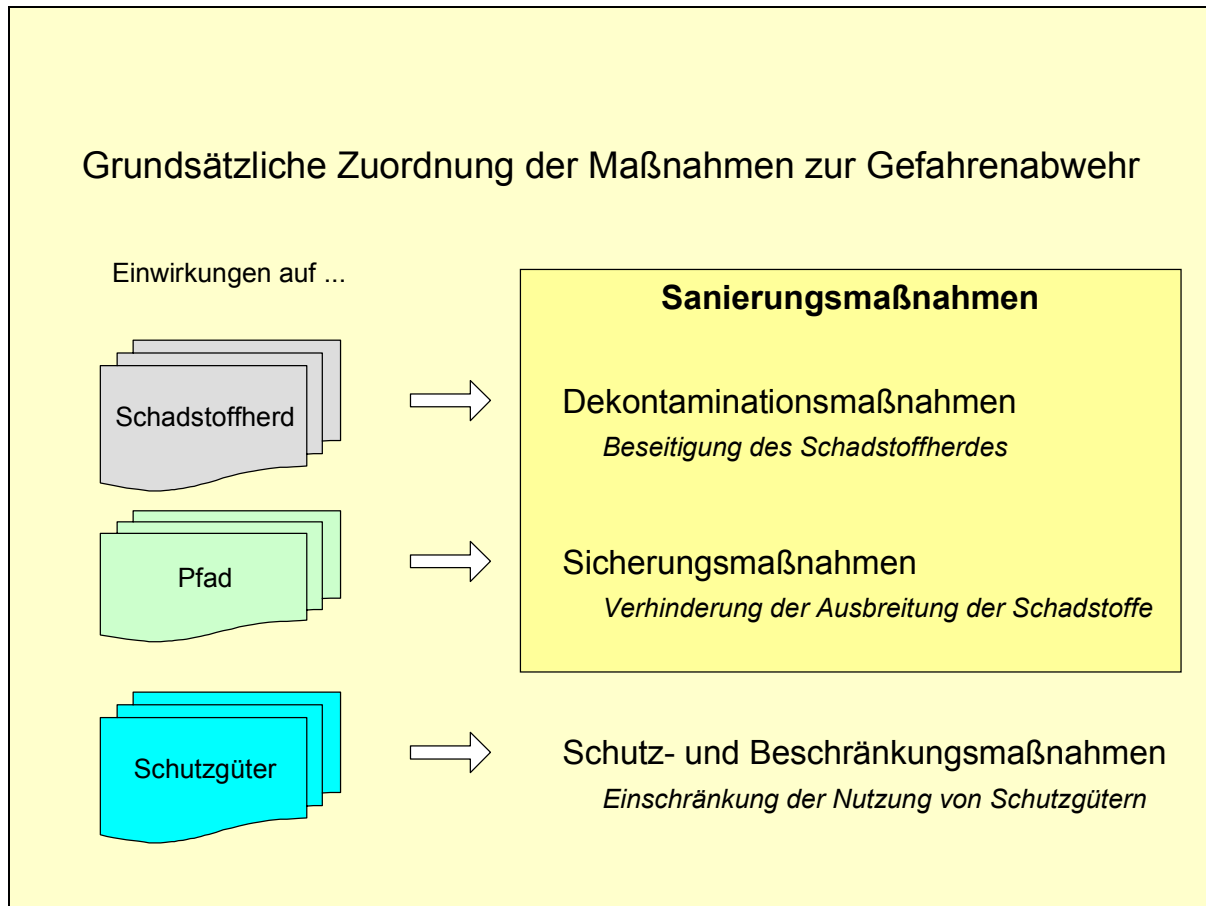 Grundsätzliche Zuordnung der Maßnahmen zur Gefahrenabwehr
Einwirkungen auf ...
Sanierungsmaßnahmen
Schadstoffherd
Dekontaminationsmaßnahmen
Beseitigung des Schadstoffherdes
Pfad
Sicherungsmaßnahmen
Verhinderung der Ausbreitung der Schadstoffe
Schutzgüter
Schutz- und Beschränkungsmaßnahmen
Einschränkung der Nutzung von Schutzgütern